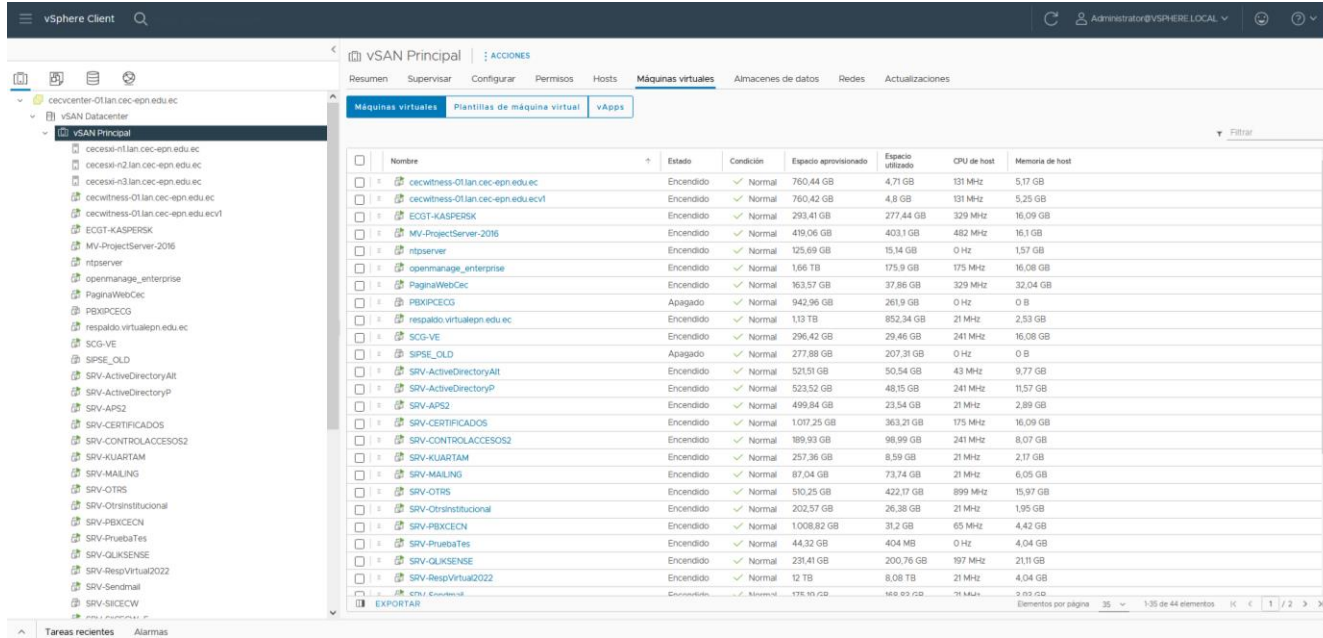 vSphere Client
Administrator@VSPHERE.LOCAL
cecvcenter-01.lan.cec-epn.edu.ec
vSAN Datacenter
vSAN Principal
cecesxi-n1.lan.cec-epn.edu.ec
cecesxi-n2.lan.cec-epn.edu.ec
cecesxi-n3.lan.cec-epn.edu.ec
cecwitness-01.lan.cec-epn.edu.ec
cecwitness-01.lan.cec-epn.edu.ecv1
ECGT-KASPERSK
MV-ProjectServer-2016
ntpserver
openmanage_enterprise
PaginaWebCec
PBXIPCECG
respaldo.virtualepn.edu.ec
SCG-VE
SIPSE_OLD
SRV-ActiveDirectoryAlt
SRV-ActiveDirectoryP
SRV-APS2
SRV-CERTIFICADOS
SRV-CONTROLACCESOS2
SRV-KUARTAM
SRV-MAILING
SRV-OTRS
SRV-OtrsInstitucional
SRV-PBXCECN
SRV-PruebaTes
SRV-QLIKSENSE
SRV-RespVirtual2022
SRV-Sendmail
SRV-SIICECW
vSAN Principal ACCIONES
Resumen Supervisar Configurar Permisos Hosts Máquinas virtuales Almacenes de datos Redes Actualizaciones
Máquinas virtuales Plantillas de máquina virtual vApps
Filtrar
Nombre Estado Condición Espacio aprovisionado Espacio utilizado CPU de host Memoria de host
cecwitness-01.lan.cec-epn.edu.ec Encendido Normal 760,44 GB 4,71 GB 131 MHz 5,17 GB
cecwitness-01.lan.cec-epn.edu.ecv1 Encendido Normal 760,42 GB 4,8 GB 131 MHz 5,25 GB
ECGT-KASPERSK Encendido Normal 293,41 GB 277,44 GB 329 MHz 16,09 GB
MV-ProjectServer-2016 Encendido Normal 419,06 GB 403,1 GB 482 MHz 16,1 GB
ntpserver Encendido Normal 125,69 GB 15,14 GB 0 Hz 1,57 GB
openmanage_enterprise Encendido Normal 1,66 TB 175,9 GB 175 MHz 16,08 GB
PaginaWebCec Encendido Normal 163,57 GB 37,86 GB 329 MHz 32,04 GB
PBXIPCECG Apagado Normal 942,96 GB 261,9 GB 0 Hz 0 B
respaldo.virtualepn.edu.ec Encendido Normal 1,13 TB 852,34 GB 21 MHz 2,53 GB
SCG-VE Encendido Normal 296,42 GB 29,46 GB 241 MHz 16,08 GB
SIPSE_OLD Apagado Normal 277,88 GB 207,31 GB 0 Hz 0 B
SRV-ActiveDirectoryAlt Encendido Normal 521,51 GB 50,54 GB 43 MHz 9,77 GB
SRV-ActiveDirectoryP Encendido Normal 523,52 GB 48,15 GB 241 MHz 11,57 GB
SRV-APS2 Encendido Normal 499,84 GB 23,54 GB 21 MHz 2,89 GB
SRV-CERTIFICADOS Encendido Normal 1.017,25 GB 363,21 GB 175 MHz 16,09 GB
SRV-CONTROLACCESOS2 Encendido Normal 189,93 GB 98,99 GB 241 MHz 8,07 GB
SRV-KUARTAM Encendido Normal 257,36 GB 8,59 GB 21 MHz 2,17 GB
SRV-MAILING Encendido Normal 87,04 GB 73,74 GB 21 MHz 6,05 GB
SRV-OTRS Encendido Normal 510,25 GB 422,17 GB 899 MHz 15,97 GB
SRV-OtrsInstitucional Encendido Normal 202,57 GB 26,38 GB 21 MHz 1,95 GB
SRV-PBXCECN Encendido Normal 1.008,82 GB 31,2 GB 65 MHz 4,42 GB
SRV-PruebaTes Encendido Normal 44,32 GB 404 MB 0 Hz 4,04 GB
SRV-QLIKSENSE Encendido Normal 231,41 GB 200,76 GB 197 MHz 21,11 GB
SRV-RespVirtual2022 Encendido Normal 12 TB 8,08 TB 21 MHz 4,04 GB
SRV-Sendmail Encendido Normal 21 MHz
EXPORTAR Elementos por página 35 1-35 de 44 elementos 1 / 2
Tareas recientes Alarmas